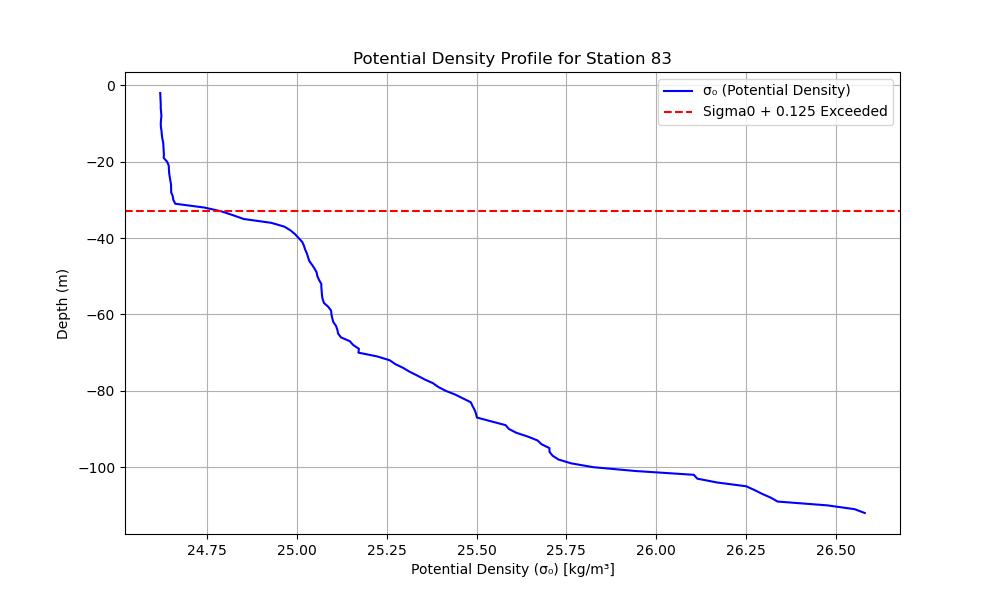 Potential Density Profile for Station 83
σ₀ (Potential Density)
Sigma0 + 0.125 Exceeded
0
−20
−40
−60
−80
−100
Depth (m)
24.75 25.00 25.25 25.50 25.75 26.00 26.25 26.50
Potential Density (σ₀) [kg/m³]